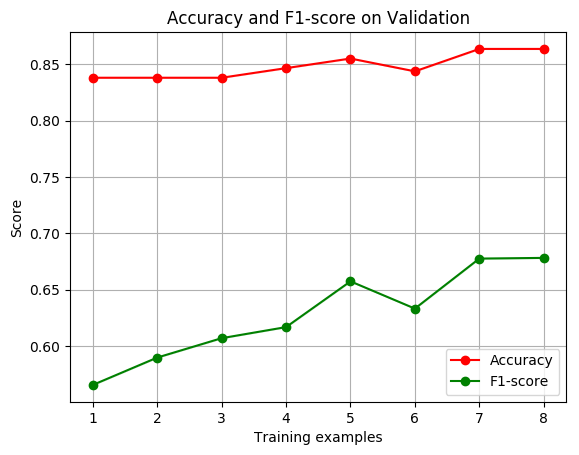 Accuracy and F1-score on Validation
Score
0.85
0.80
0.75
0.70
0.65
0.60
Accuracy
F1-score
1 2 3 4 5 6 7 8
Training examples